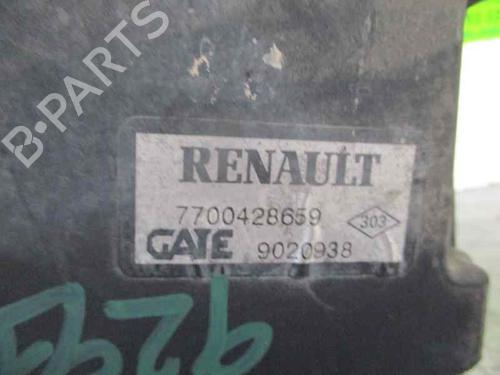 B-PARTS
RENAULT
7700428659
303
GATE 9020938